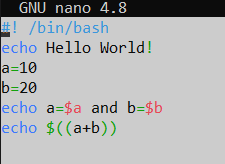 GNU nano 4.8
#! /bin/bash
echo Hello World!
a=10
b=20
echo a=$a and b=$b
echo $((a+b))